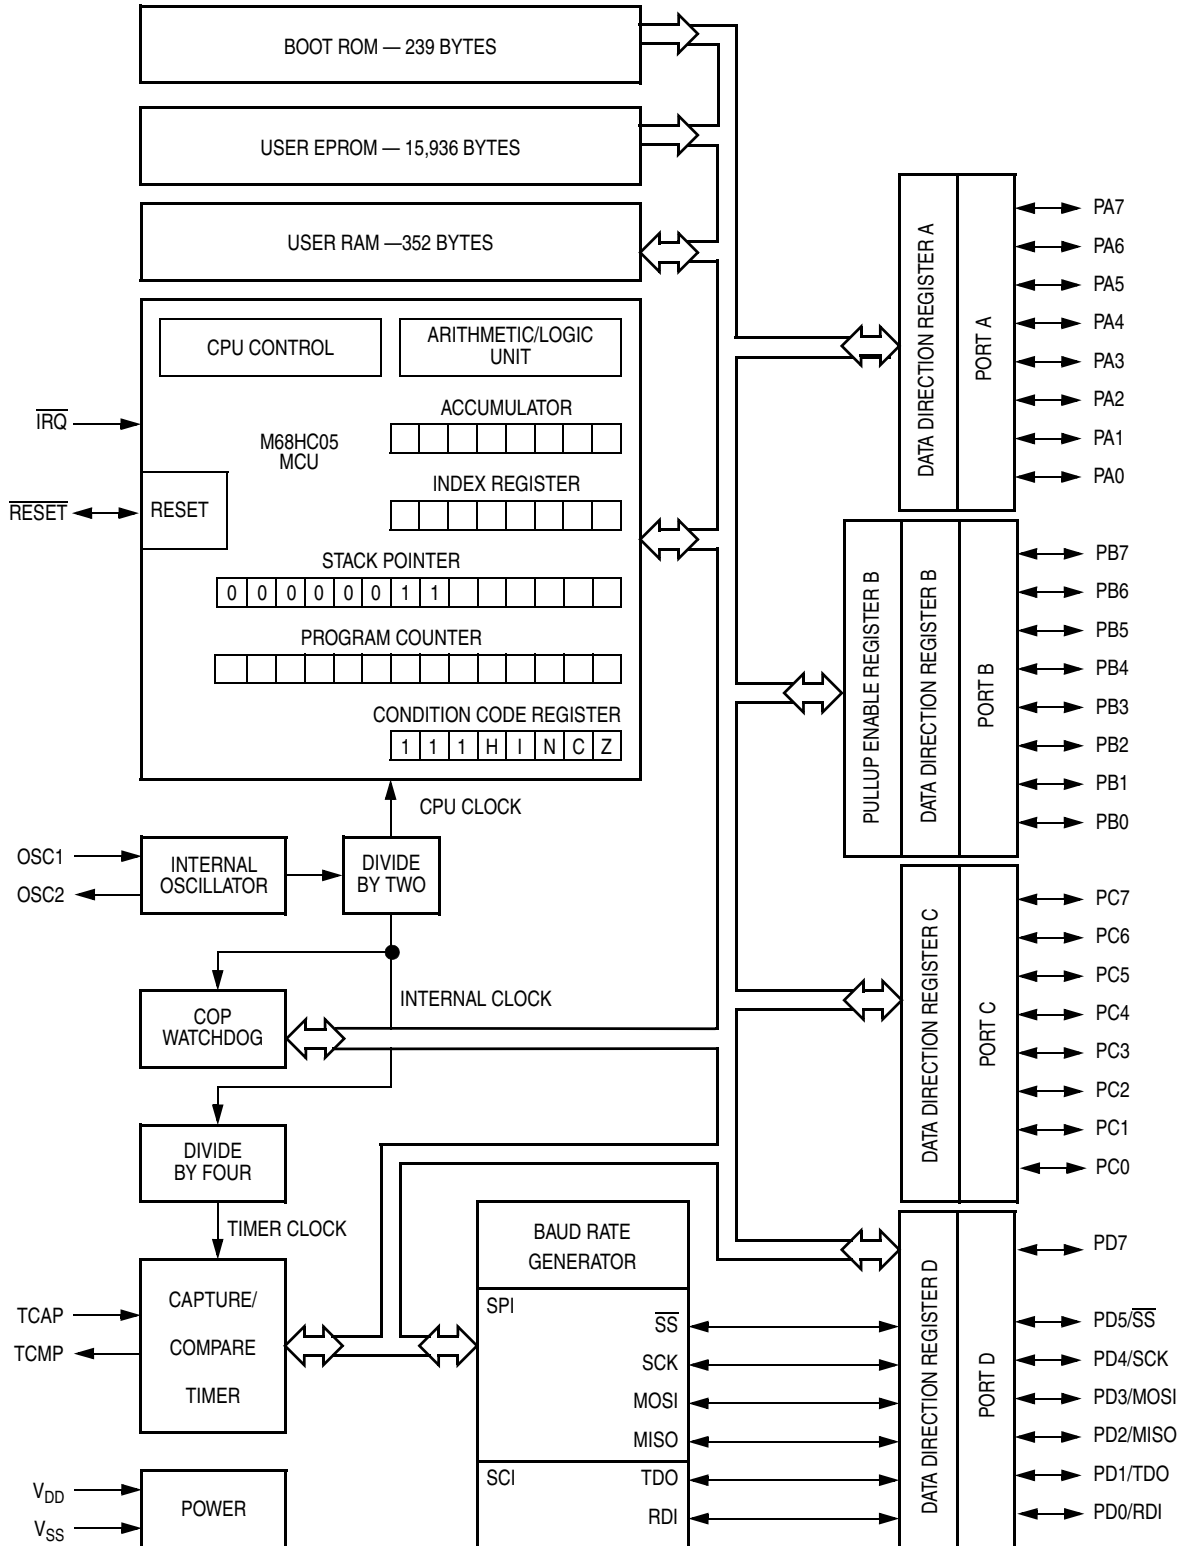 BOOT ROM — 239 BYTES
USER EPROM — 15,936 BYTES
USER RAM —352 BYTES
CPU CONTROL
ARITHMETIC/LOGIC
UNIT
ACCUMULATOR
M68HC05
MCU
INDEX REGISTER
IRQ
RESET
RESET
STACK POINTER
0 0 0 0 0 0 1 1
PROGRAM COUNTER
CONDITION CODE REGISTER
1 1 1 H I N C Z
CPU CLOCK
OSC1
OSC2
INTERNAL
OSCILLATOR
DIVIDE
BY TWO
INTERNAL CLOCK
COP
WATCHDOG
DIVIDE
BY FOUR
TIMER CLOCK
TCAP
TCMP
CAPTURE/
COMPARE
TIMER
VDD
VSS
POWER
BAUD RATE
GENERATOR
SPI
SS
SCK
MOSI
MISO
SCI
TDO
RDI
DATA DIRECTION REGISTER A
PORT A
PA7
PA6
PA5
PA4
PA3
PA2
PA1
PA0
PULLUP ENABLE REGISTER B
DATA DIRECTION REGISTER B
PORT B
PB7
PB6
PB5
PB4
PB3
PB2
PB1
PB0
DATA DIRECTION REGISTER C
PORT C
PC7
PC6
PC5
PC4
PC3
PC2
PC1
PC0
DATA DIRECTION REGISTER D
PORT D
PD7
PD5/SS
PD4/SCK
PD3/MOSI
PD2/MISO
PD1/TDO
PD0/RDI